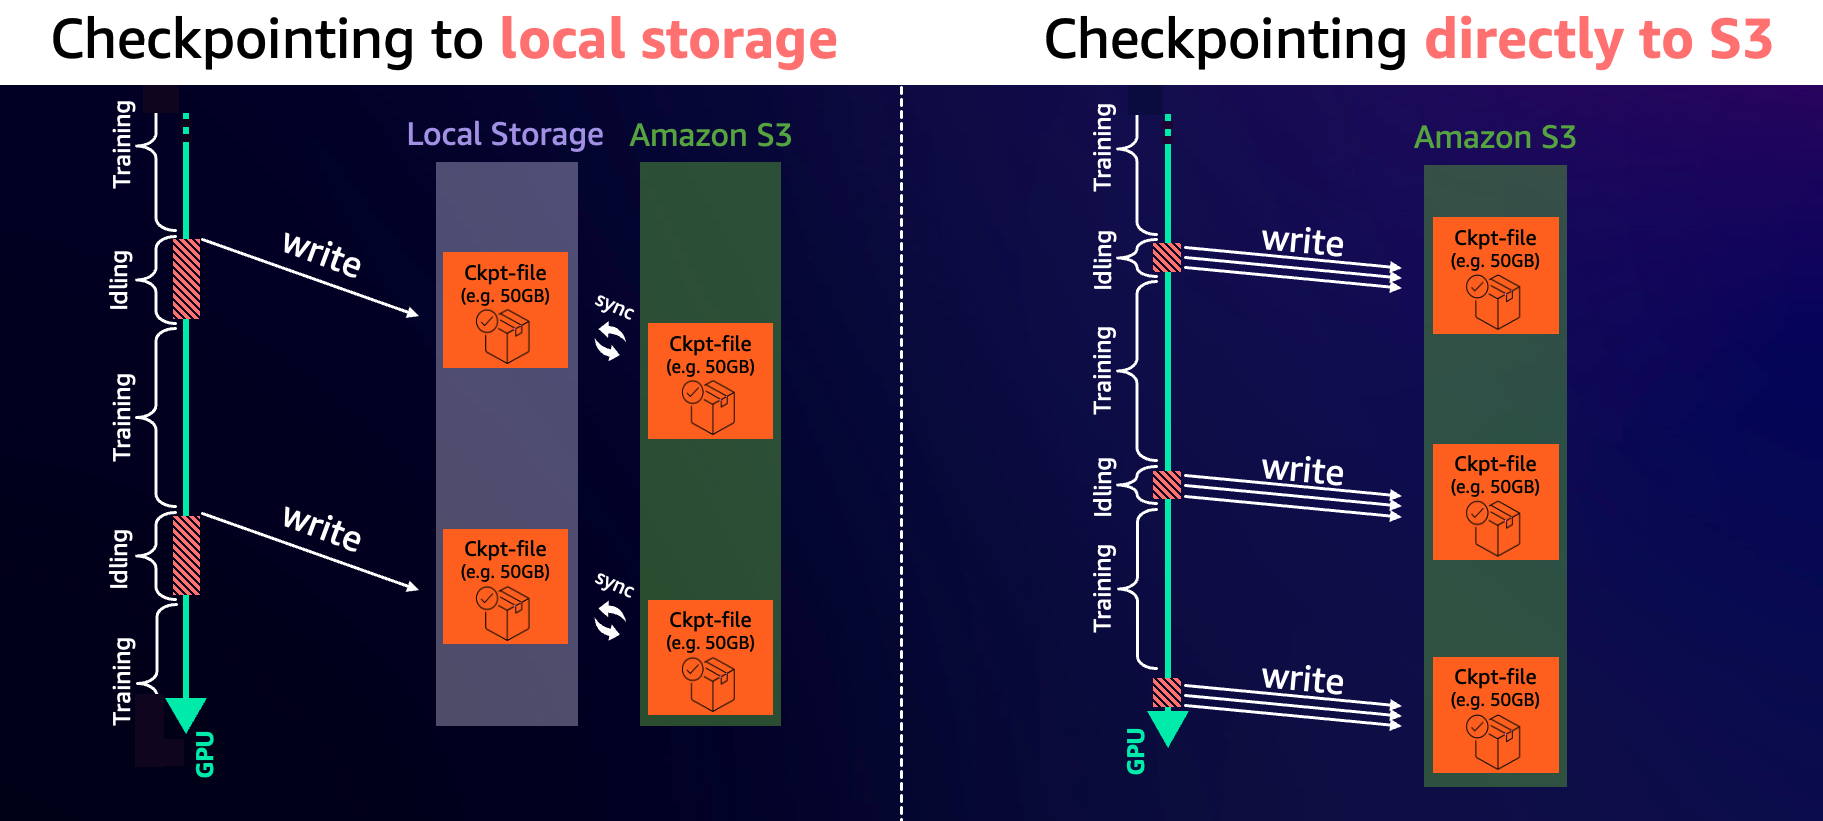 Checkpointing to local storage
Training
Idling
Training
Idling
Training
GPU
write
write
Local Storage
Ckpt-file
(e.g. 50GB)
Ckpt-file
(e.g. 50GB)
sync
sync
Amazon S3
Ckpt-file
(e.g. 50GB)
Ckpt-file
(e.g. 50GB)
Checkpointing directly to S3
Training
Idling
Training
Idling
Training
GPU
write
write
write
Amazon S3
Ckpt-file
(e.g. 50GB)
Ckpt-file
(e.g. 50GB)
Ckpt-file
(e.g. 50GB)